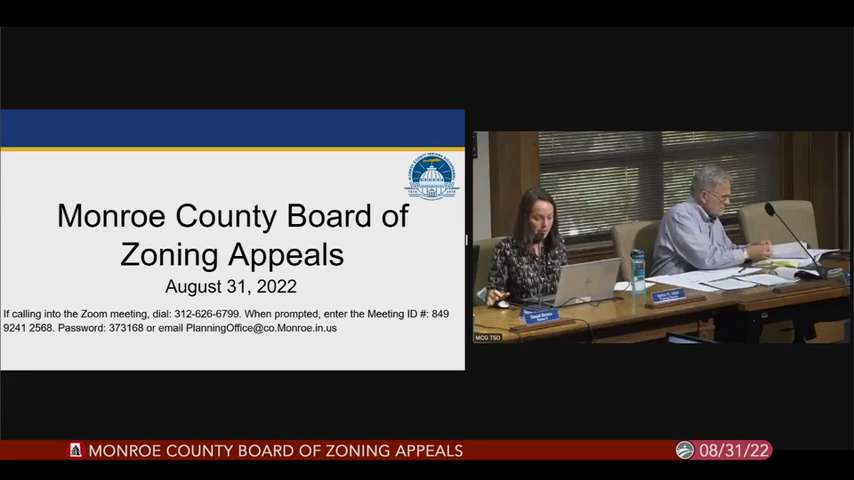 Monroe County Board of
Zoning Appeals
August 31, 2022
If calling into the Zoom meeting, dial: 312-626-6799. When prompted, enter the Meeting ID #: 849
9241 2568. Password: 373168 or email PlanningOffice@co.Monroe.in.us
MCG TSD
MONROE COUNTY BOARD OF ZONING APPEALS
08/31/22